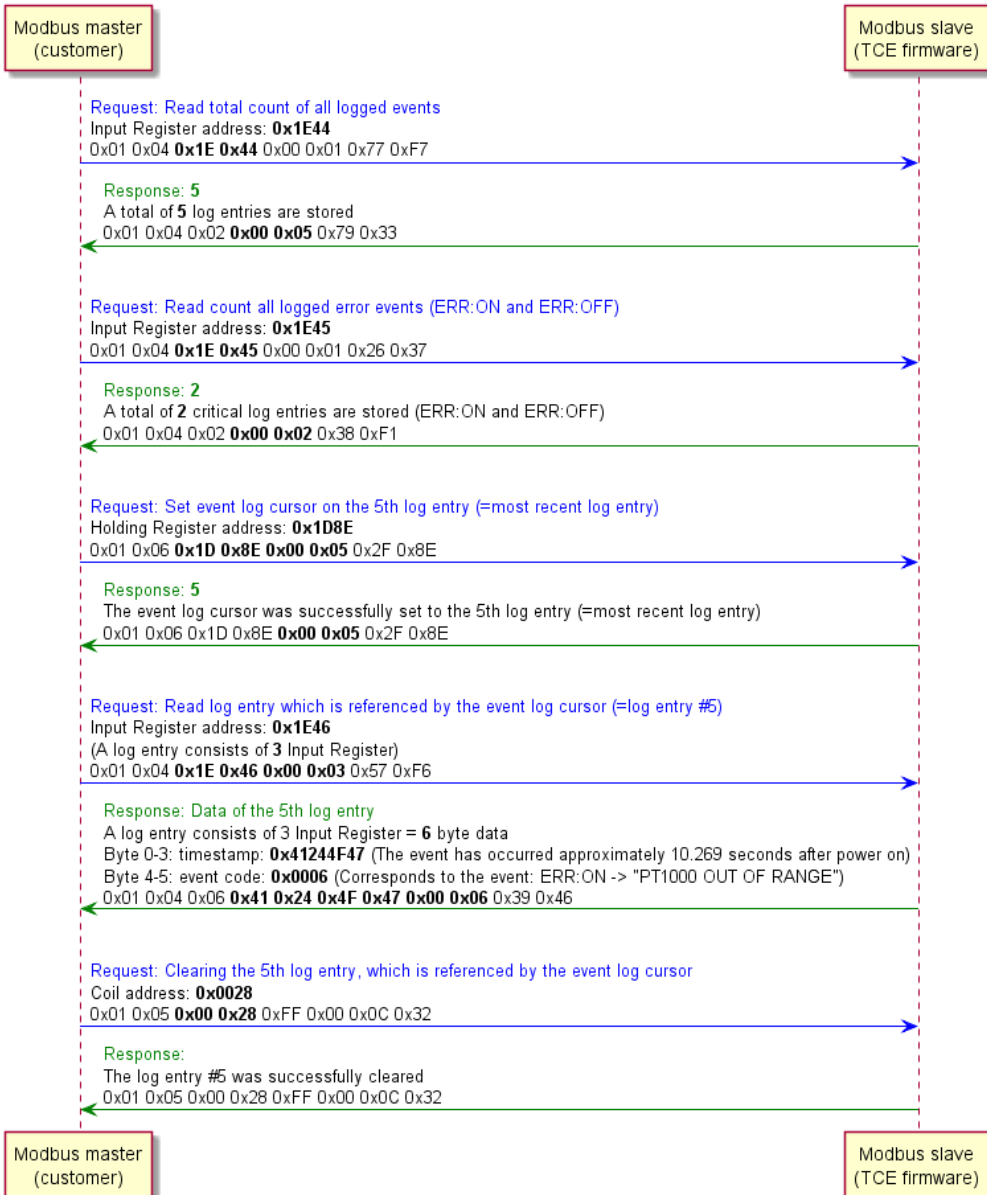 Modbus master
(customer)
Modbus slave
(TCE firmware)
Request: Read total count of all logged events
Input Register address: 0x1E44
0x01 0x04 0x1E 0x44 0x00 0x01 0x77 0xF7
Response: 5
A total of 5 log entries are stored
0x01 0x04 0x02 0x00 0x05 0x79 0x33
Request: Read count all logged error events (ERR:ON and ERR:OFF)
Input Register address: 0x1E45
0x01 0x04 0x1E 0x45 0x00 0x01 0x26 0x37
Response: 2
A total of 2 critical log entries are stored (ERR:ON and ERR:OFF)
0x01 0x04 0x02 0x00 0x02 0x38 0xF1
Request: Set event log cursor on the 5th log entry (=most recent log entry)
Holding Register address: 0x1D8E
0x01 0x06 0x1D 0x8E 0x00 0x05 0x2F 0x8E
Response: 5
The event log cursor was successfully set to the 5th log entry (=most recent log entry)
0x01 0x06 0x1D 0x8E 0x00 0x05 0x2F 0x8E
Request: Read log entry which is referenced by the event log cursor (=log entry #5)
Input Register address: 0x1E46
(A log entry consists of 3 Input Register)
0x01 0x04 0x1E 0x46 0x00 0x03 0x57 0xF6
Response: Data of the 5th log entry
A log entry consists of 3 Input Register = 6 byte data
Byte 0-3: timestamp: 0x41244F47 (The event has occurred approximately 10.269 seconds after power on)
Byte 4-5: event code: 0x0006 (Corresponds to the event: ERR:ON -> "PT1000 OUT OF RANGE")
0x01 0x04 0x06 0x41 0x24 0x4F 0x47 0x00 0x06 0x39 0x46
Request: Clearing the 5th log entry, which is referenced by the event log cursor
Coil address: 0x0028
0x01 0x05 0x00 0x28 0xFF 0x00 0x0C 0x32
Response:
The log entry #5 was successfully cleared
0x01 0x05 0x00 0x28 0xFF 0x00 0x0C 0x32
Modbus master
(customer)
Modbus slave
(TCE firmware)